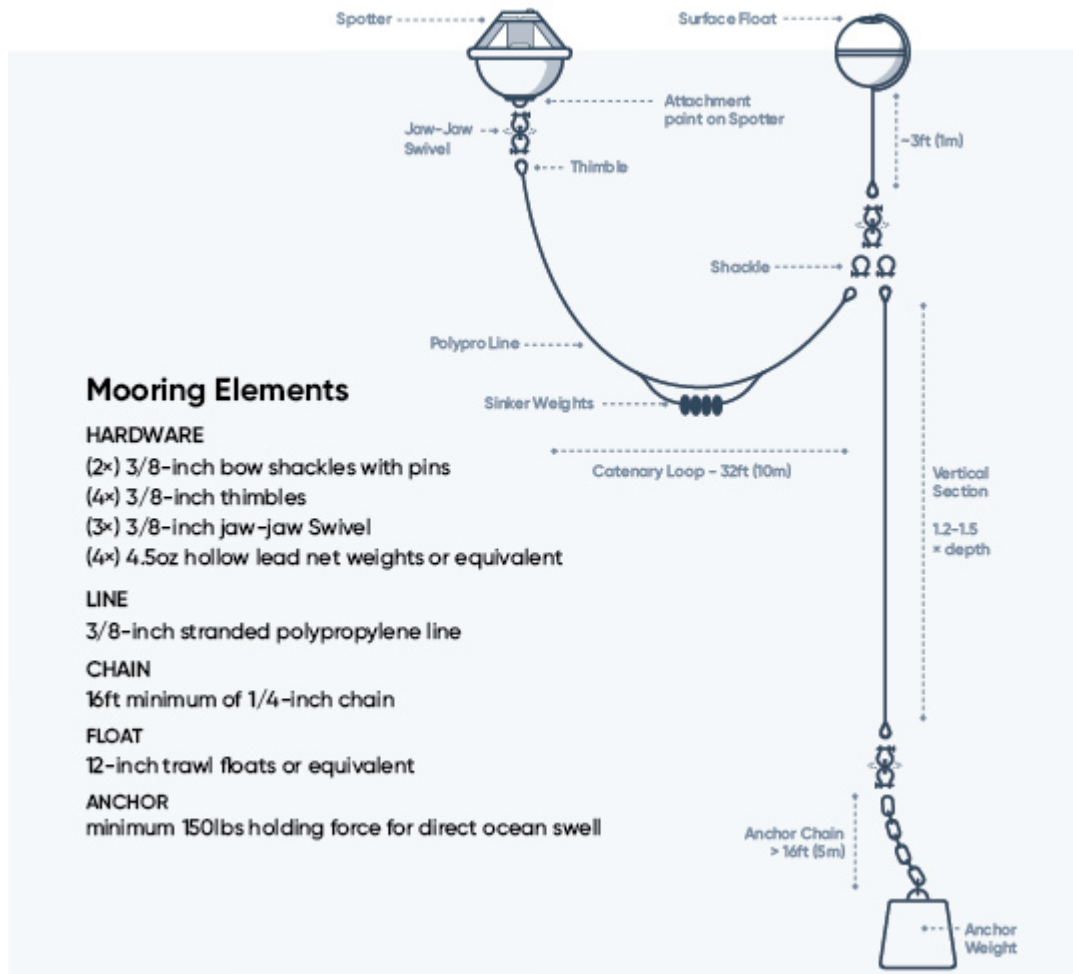 Spotter
Surface Float
Attachment
point on Spotter
Jaw-Jaw
Swivel
~3ft (1m)
Thimble
Shackle
Polypro Line
Sinker Weights
Catenary Loop ~ 32ft (10m)
Vertical
Section
1.2-1.5
× depth
Mooring Elements
HARDWARE
(2×) 3/8-inch bow shackles with pins
(4×) 3/8-inch thimbles
(3×) 3/8-inch jaw-jaw Swivel
(4×) 4.5oz hollow lead net weights or equivalent
LINE
3/8-inch stranded polypropylene line
CHAIN
16ft minimum of 1/4-inch chain
FLOAT
12-inch trawl floats or equivalent
ANCHOR
minimum 150lbs holding force for direct ocean swell
Anchor Chain
> 16ft (5m)
Anchor
Weight